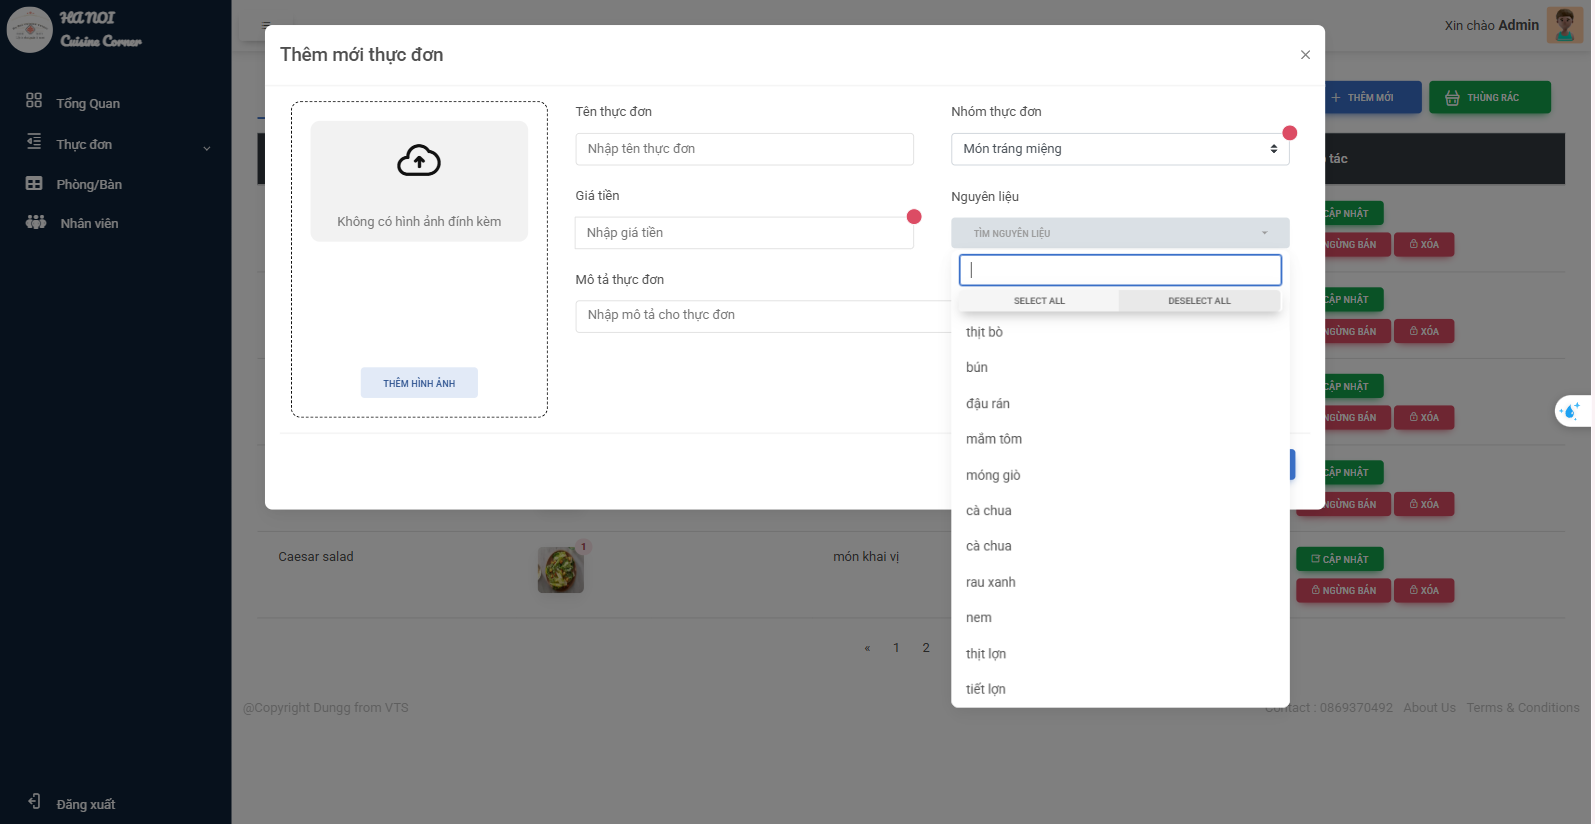 HA NOI
Cuisine Corner
Xin chào Admin
Tổng Quan
Thực đơn
Phòng/Bàn
Nhân viên
Đăng xuất
THÊM MỚI
THÙNG RÁC
tác
Thêm mới thực đơn
×
Không có hình ảnh đính kèm
THÊM HÌNH ẢNH
Tên thực đơn
Nhập tên thực đơn
Nhóm thực đơn
Món tráng miệng
Giá tiền
Nhập giá tiền
Nguyên liệu
TÌM NGUYÊN LIỆU
Mô tả thực đơn
Nhập mô tả cho thực đơn
SELECT ALL
DESELECT ALL
thịt bò
bún
đậu rán
mắm tôm
móng giò
cà chua
cà chua
rau xanh
nem
thịt lợn
tiết lợn
CẬP NHẬT
NGỪNG BÁN
XÓA
CẬP NHẬT
NGỪNG BÁN
XÓA
CẬP NHẬT
NGỪNG BÁN
XÓA
CẬP NHẬT
NGỪNG BÁN
XÓA
Caesar salad
1
món khai vị
CẬP NHẬT
NGỪNG BÁN
XÓA
« 1 2
@Copyright Dungg from VTS
Contact : 0869370492 About Us Terms & Conditions